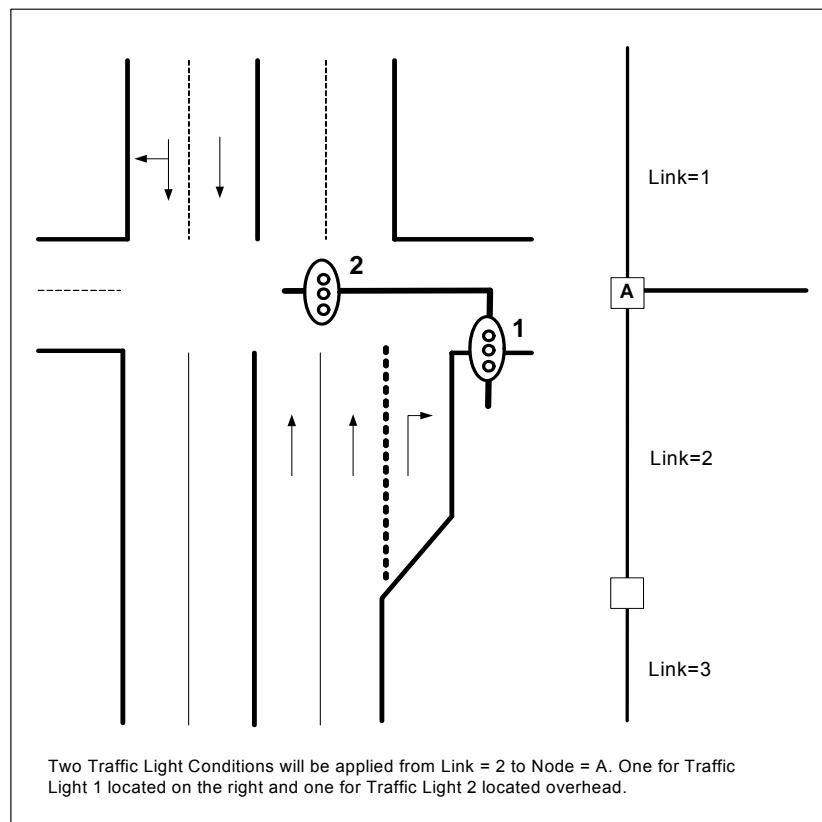 Link=1
2
A
1
Link=2
Link=3
Two Traffic Light Conditions will be applied from Link = 2 to Node = A. One for Traffic
Light 1 located on the right and one for Traffic Light 2 located overhead.